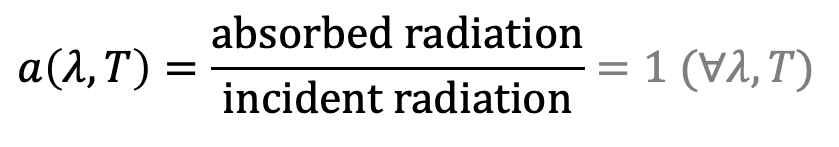 a(λ, T) = absorbed radiation / incident radiation = 1 (∀λ, T)